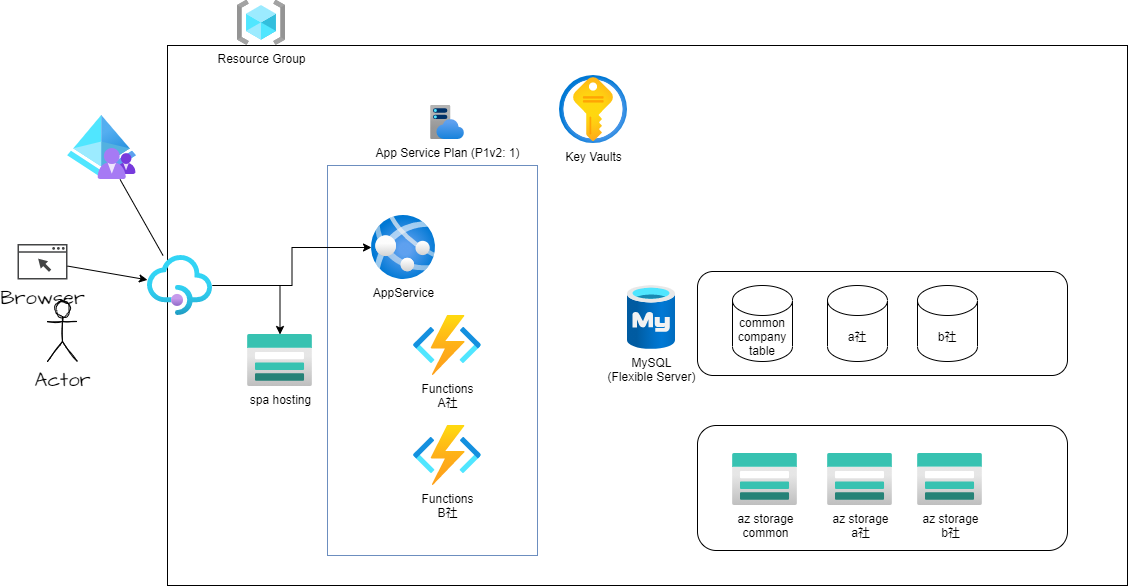 Resource Group
Key Vaults
App Service Plan (P1v2: 1)
Browser
Actor
AppService
spa hosting
Functions
A社
Functions
B社
My
MySQL
(Flexible Server)
common
company
table
a社
b社
az storage
common
az storage
a社
az storage
b社